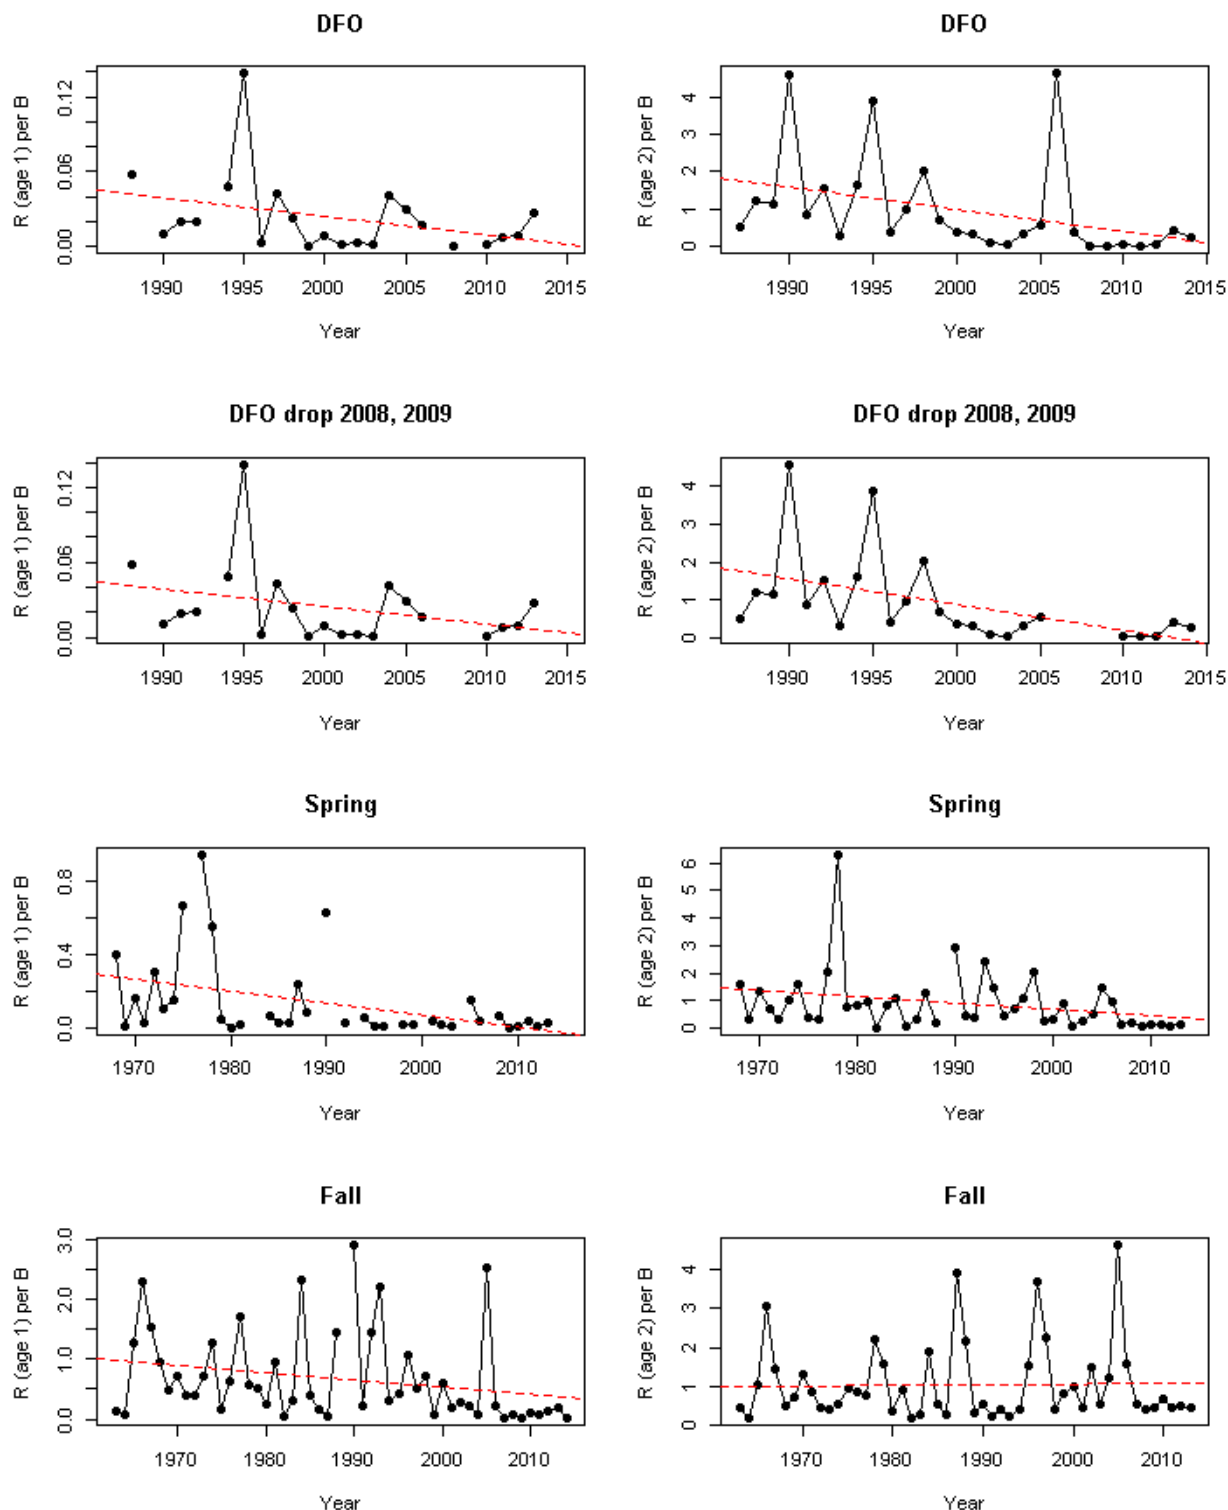 DFO
DFO
R (age 1) per B
0.00 0.06 0.12
1990 1995 2000 2005 2010 2015
Year
R (age 2) per B
0 1 2 3 4
1990 1995 2000 2005 2010 2015
Year
DFO drop 2008, 2009
DFO drop 2008, 2009
R (age 1) per B
0.00 0.06 0.12
1990 1995 2000 2005 2010 2015
Year
R (age 2) per B
0 1 2 3 4
1990 1995 2000 2005 2010 2015
Year
Spring
Spring
R (age 1) per B
0.0 0.4 0.8
1970 1980 1990 2000 2010
Year
R (age 2) per B
0 1 2 3 4 5 6
1970 1980 1990 2000 2010
Year
Fall
Fall
R (age 1) per B
0.0 1.0 2.0 3.0
1970 1980 1990 2000 2010
Year
R (age 2) per B
0 1 2 3 4
1970 1980 1990 2000 2010
Year